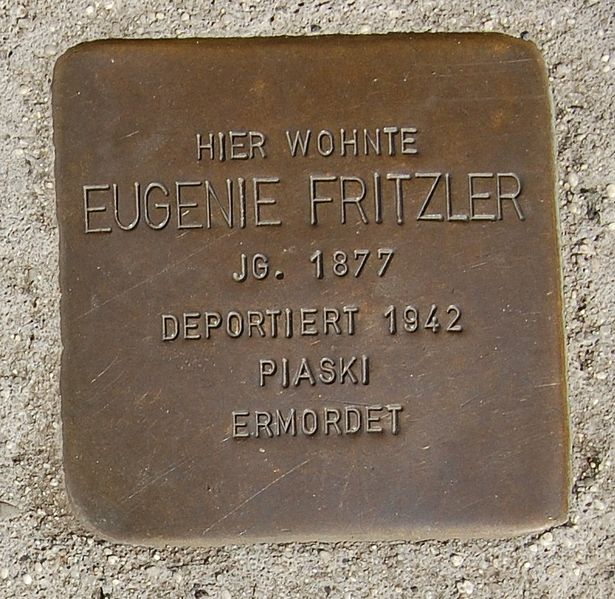 HIER WOHNTE
EUGENIE FRITZLER
JG. 1877
DEPORTIERT 1942
PIASKI
ERMORDET